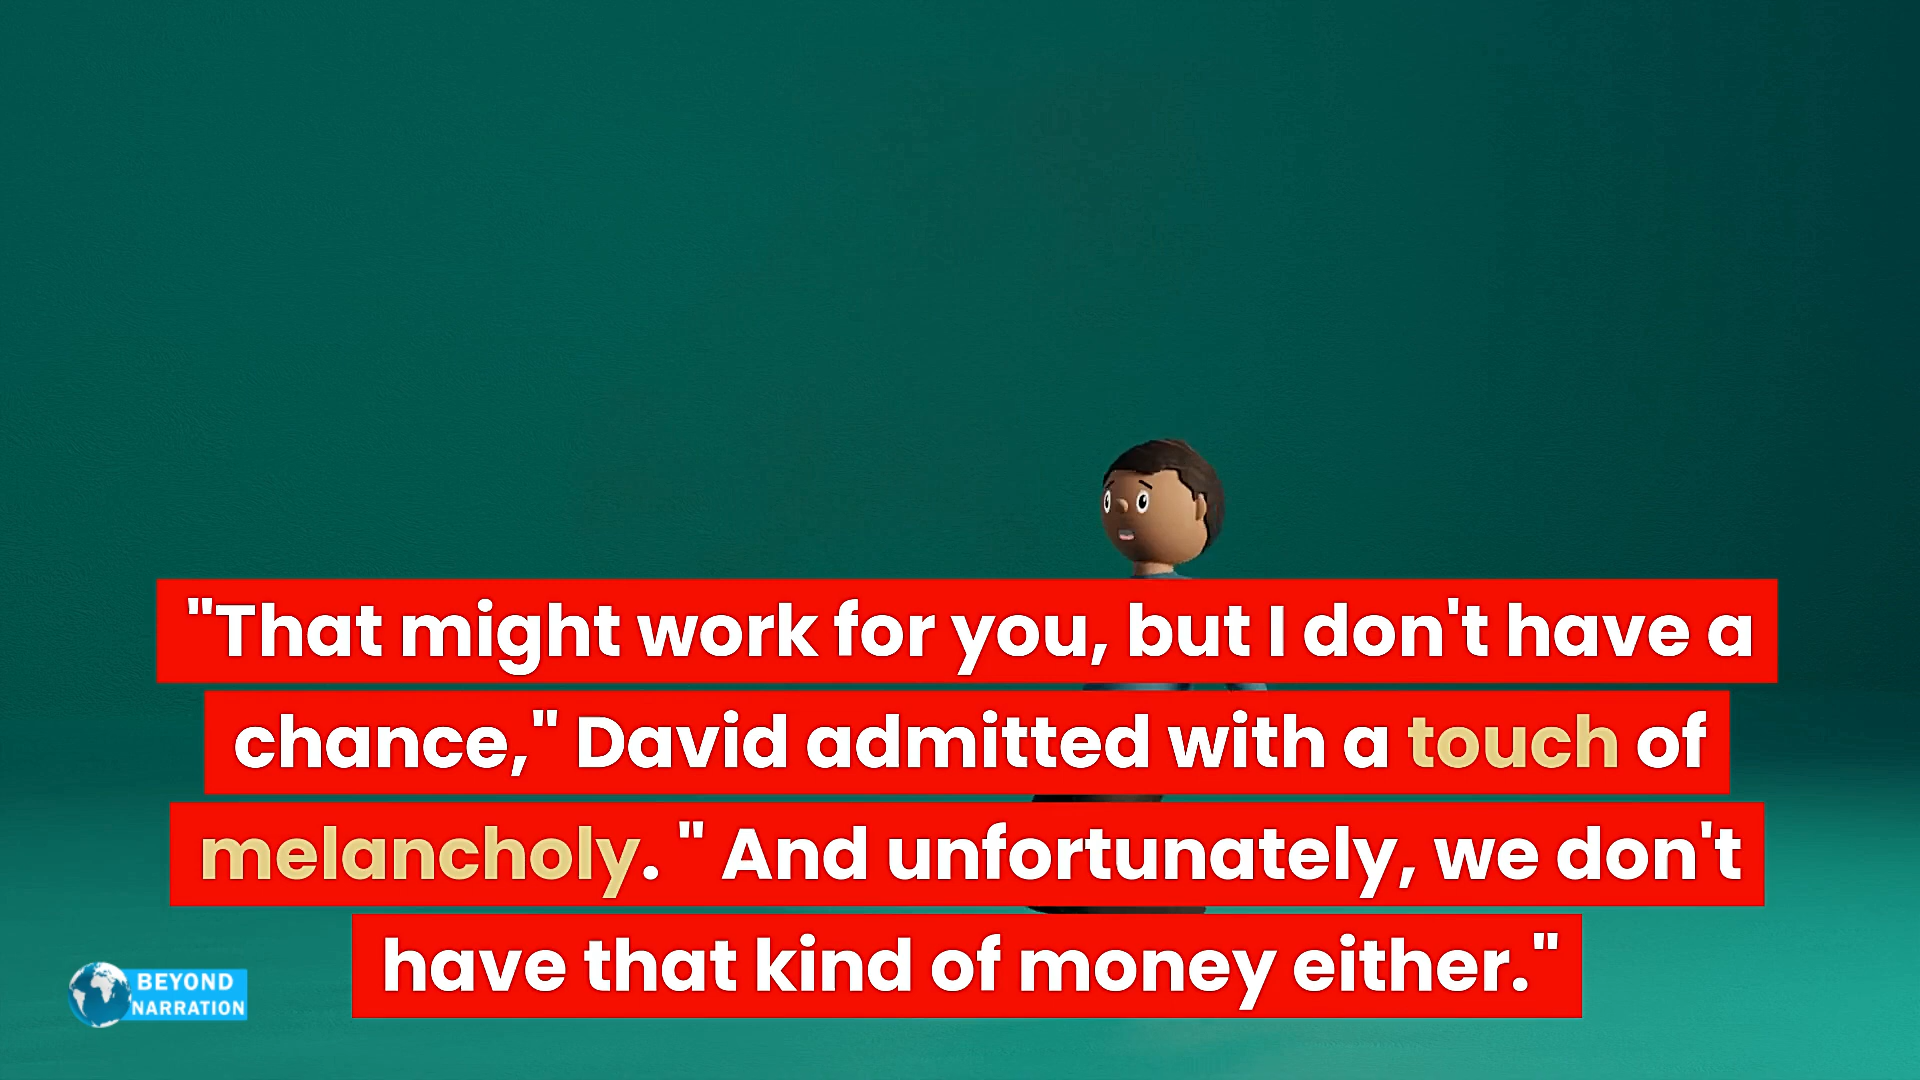 "That might work for you, but I don't have a
chance," David admitted with a touch of
melancholy. " And unfortunately, we don't
have that kind of money either."
BEYOND
NARRATION